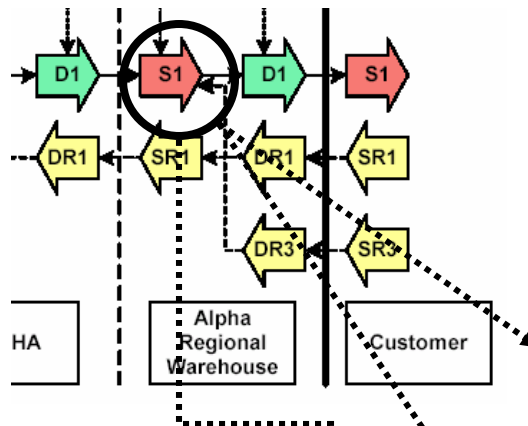 D1
S1
D1
S1
DR1
SR1
DR1
SR1
DR3
SR3
HA
Alpha
Regional
Warehouse
Customer